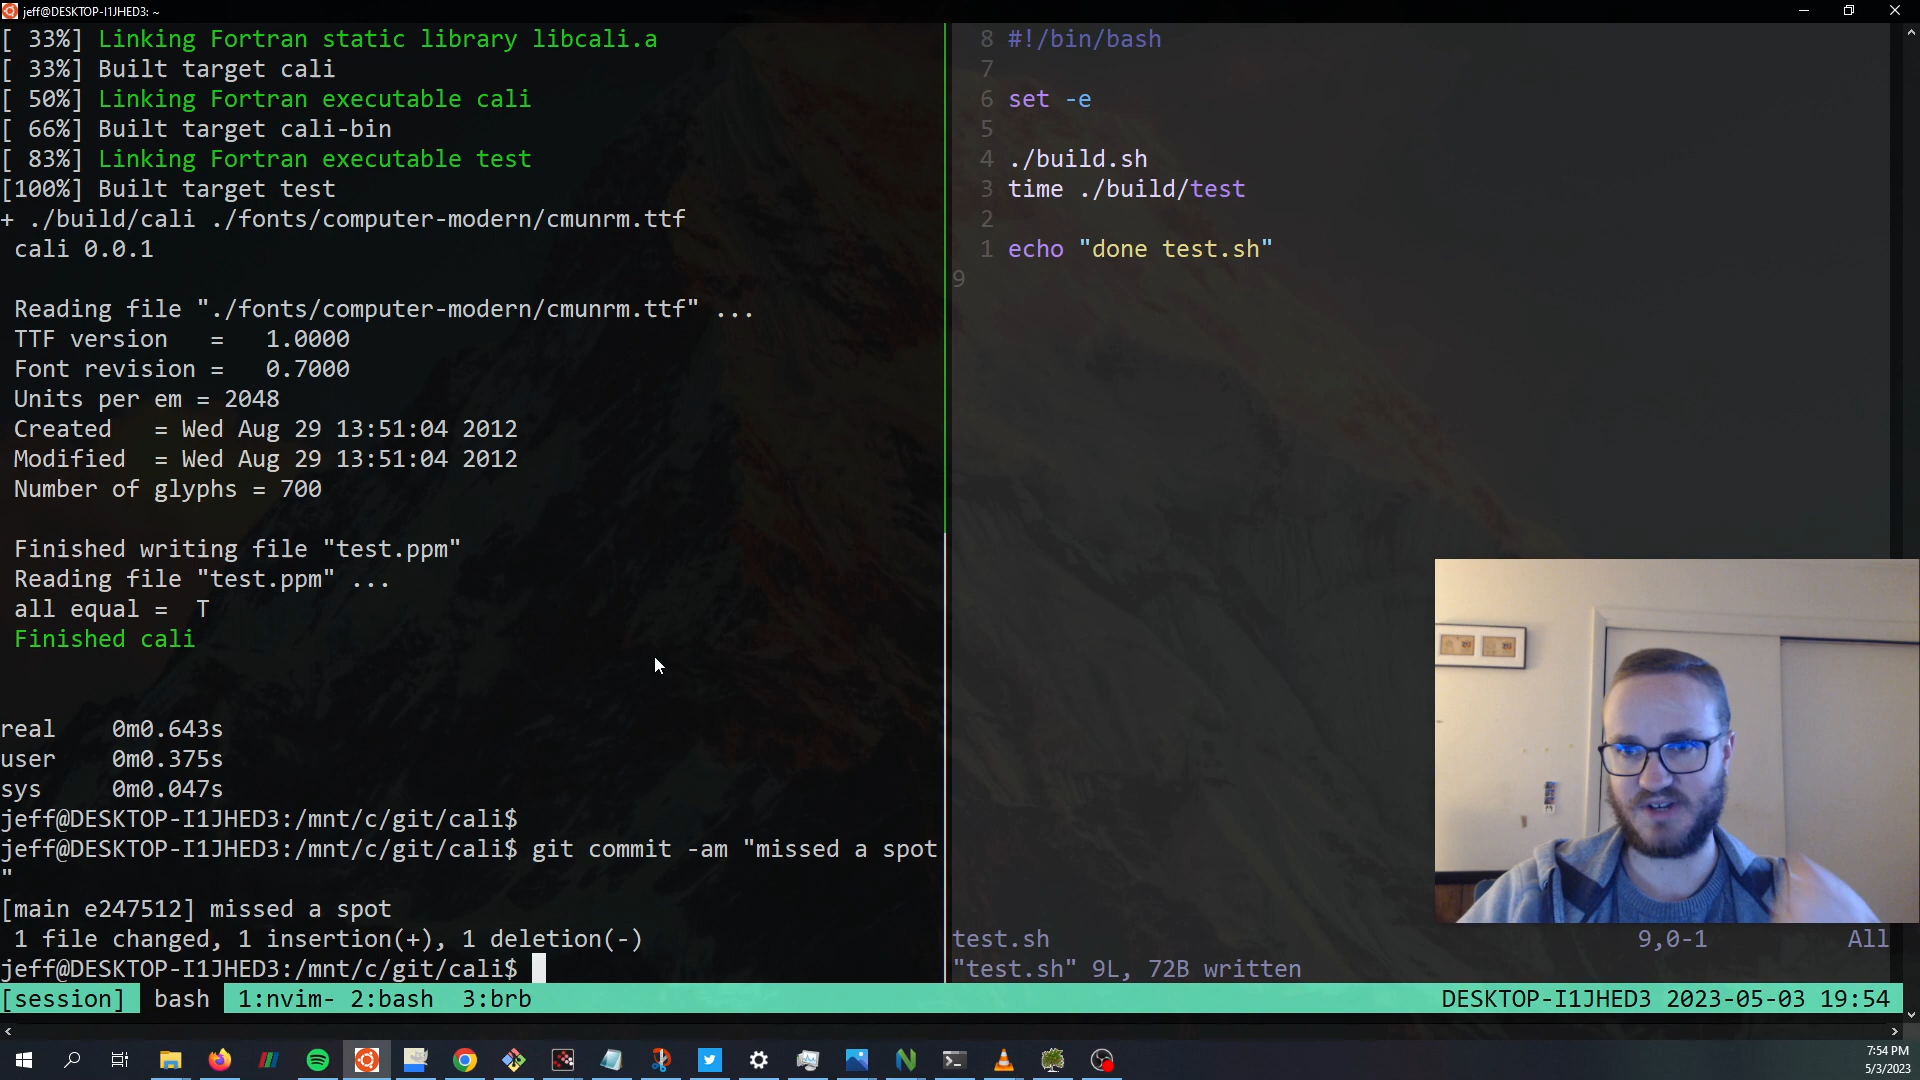 jeff@DESKTOP-I1JHED3: ~
[ 33%] Linking Fortran static library libcali.a
[ 33%] Built target cali
[ 50%] Linking Fortran executable cali
[ 66%] Built target cali-bin
[ 83%] Linking Fortran executable test
[100%] Built target test
+ ./build/cali ./fonts/computer-modern/cmunrm.ttf
cali 0.0.1
Reading file "./fonts/computer-modern/cmunrm.ttf" ...
TTF version   =   1.0000
Font revision =   0.7000
Units per em = 2048
Created   = Wed Aug 29 13:51:04 2012
Modified  = Wed Aug 29 13:51:04 2012
Number of glyphs = 700
Finished writing file "test.ppm"
Reading file "test.ppm" ...
all equal =  T
Finished cali
real    0m0.643s
user    0m0.375s
sys     0m0.047s
jeff@DESKTOP-I1JHED3:/mnt/c/git/cali$
jeff@DESKTOP-I1JHED3:/mnt/c/git/cali$ git commit -am "missed a spot
"
[main e247512] missed a spot
1 file changed, 1 insertion(+), 1 deletion(-)
jeff@DESKTOP-I1JHED3:/mnt/c/git/cali$
8 #!/bin/bash
7
6 set -e
5
4 ./build.sh
3 time ./build/test
2
1 echo "done test.sh"
9
test.sh 9,0-1 All
"test.sh" 9L, 72B written
[session] bash 1:nvim- 2:bash 3:brb DESKTOP-I1JHED3 2023-05-03 19:54
7:54 PM
5/3/2023